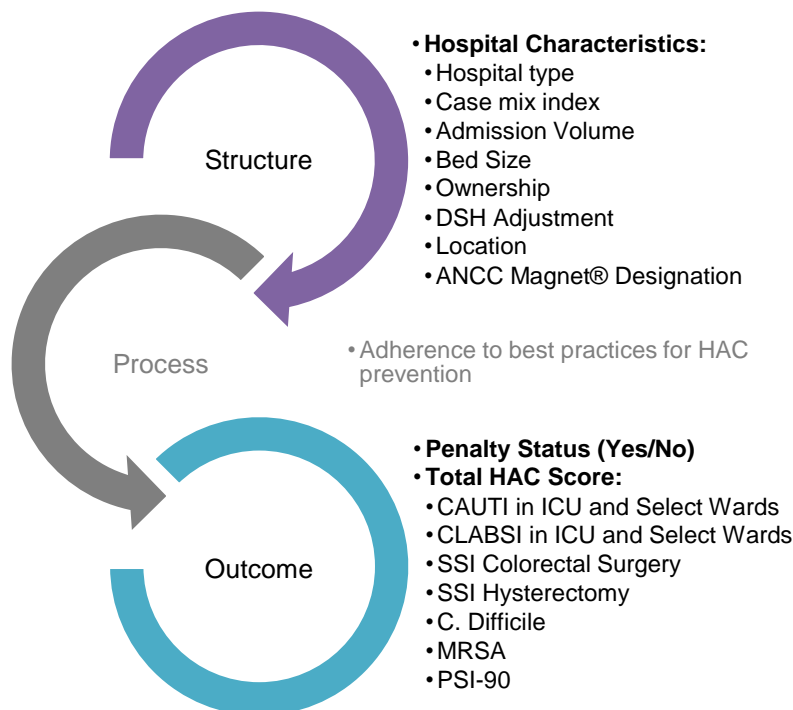 • Hospital Characteristics:
• Hospital type
• Case mix index
• Admission Volume
• Bed Size
• Ownership
• DSH Adjustment
• Location
• ANCC Magnet® Designation
Structure
Process
• Adherence to best practices for HAC
prevention
• Penalty Status (Yes/No)
• Total HAC Score:
• CAUTI in ICU and Select Wards
• CLABSI in ICU and Select Wards
• SSI Colorectal Surgery
• SSI Hysterectomy
• C. Difficile
• MRSA
• PSI-90
Outcome